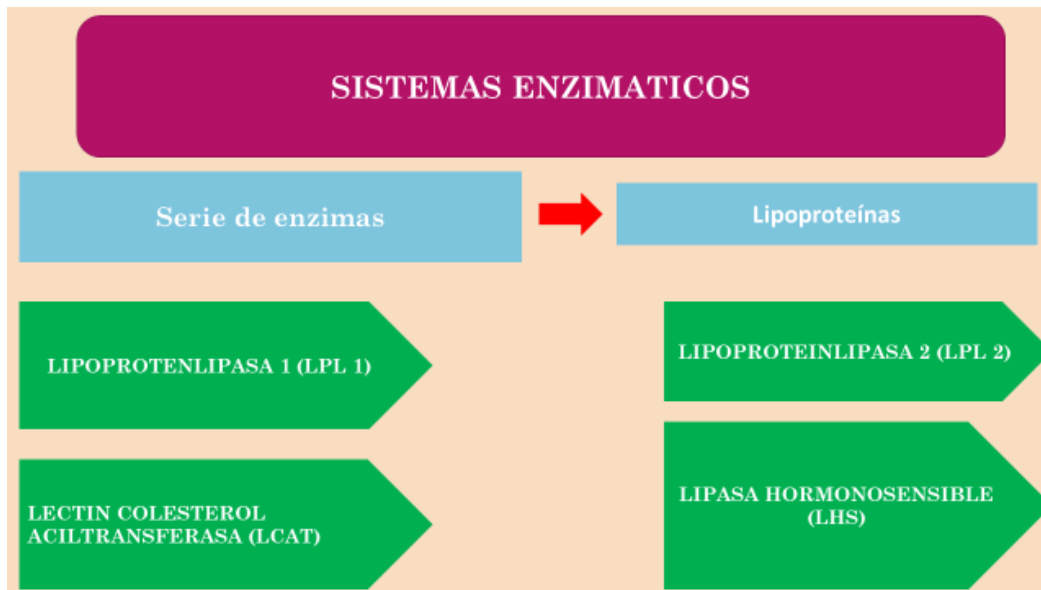 SISTEMAS ENZIMATICOS
Serie de enzimas
Lipoproteínas
LIPOPROTENLIPASA 1 (LPL 1)
LIPOPROTEINLIPASA 2 (LPL 2)
LECTIN COLESTEROL
ACILTRANSFERASA (LCAT)
LIPASA HORMONOSENSIBLE
(LHS)